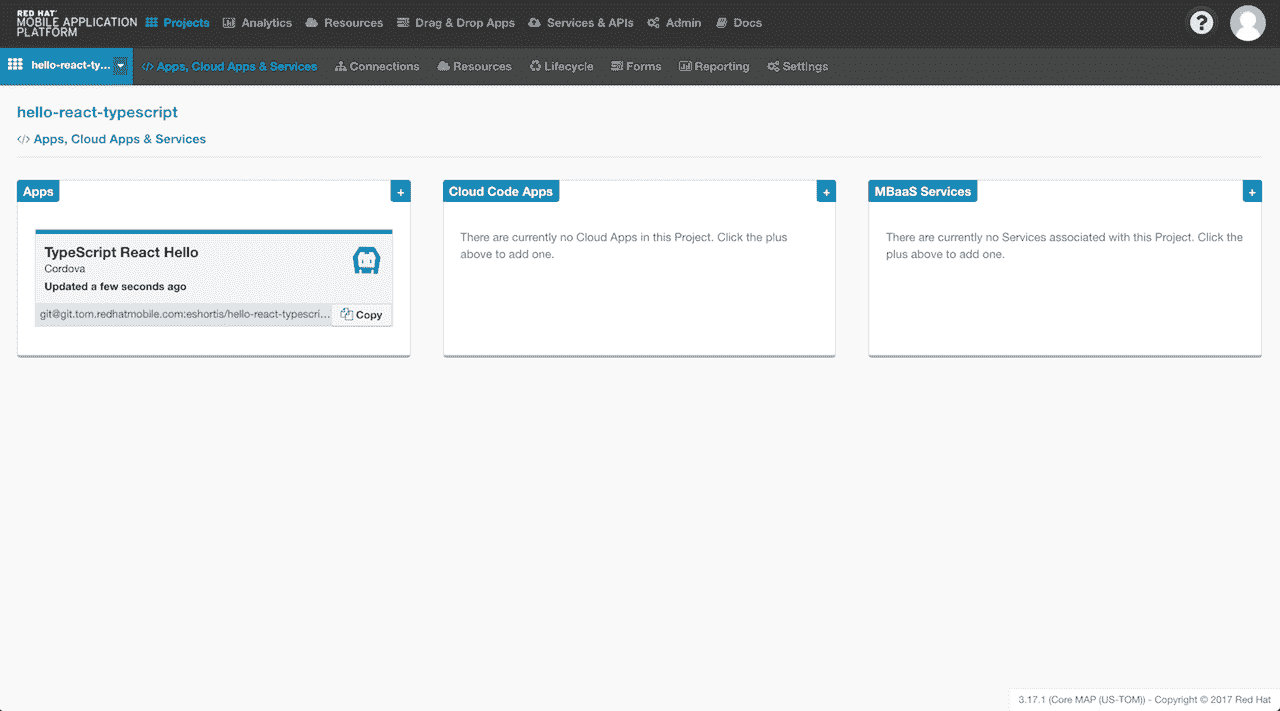 RED HAT
MOBILE APPLICATION
PLATFORM
Projects
Analytics
Resources
Drag & Drop Apps
Services & APIs
Admin
Docs
?
hello-react-ty...
</> Apps, Cloud Apps & Services
Connections
Resources
Lifecycle
Forms
Reporting
Settings
hello-react-typescript
</> Apps, Cloud Apps & Services
Apps
+
TypeScript React Hello
Cordova
Updated a few seconds ago
git@git.tom.redhatmobile.com:eshortis/hello-react-typescri...
Copy
Cloud Code Apps
+
There are currently no Cloud Apps in this Project. Click the plus
above to add one.
MBaaS Services
+
There are currently no Services associated with this Project. Click the
plus above to add one.
3.17.1 (Core MAP (US-TOM)) - Copyright © 2017 Red Hat